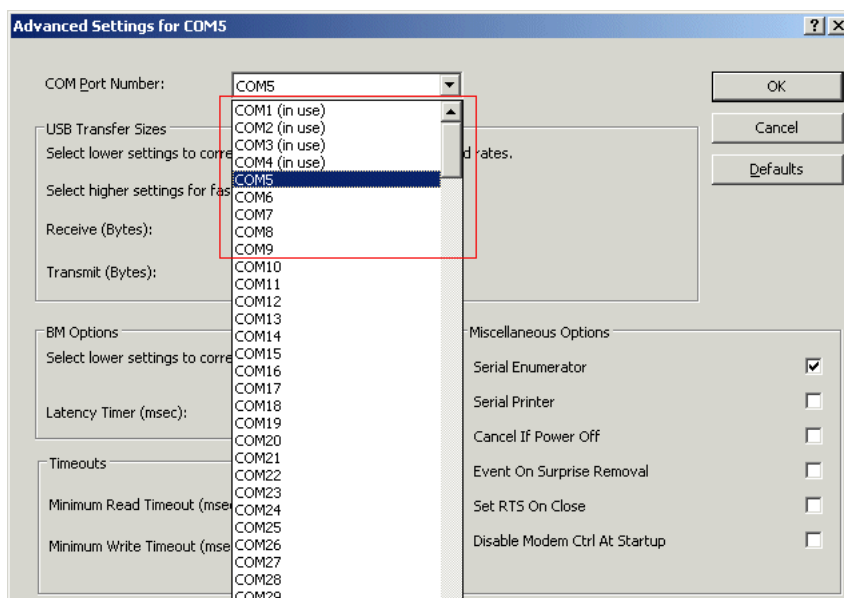 Advanced Settings for COM5
COM Port Number:
COM5
OK
Cancel
Defaults
COM1 (in use)
COM2 (in use)
COM3 (in use)
COM4 (in use)
COM5
COM6
COM7
COM8
COM9
COM10
COM11
COM12
COM13
COM14
COM15
COM16
COM17
COM18
COM19
COM20
COM21
COM22
COM23
COM24
COM25
COM26
COM27
COM28
COM29
USB Transfer Sizes
Select lower settings to corre
d rates.
Select higher settings for fas
Receive (Bytes):
Transmit (Bytes):
BM Options
Select lower settings to corre
Latency Timer (msec):
Timeouts
Minimum Read Timeout (mse
Minimum Write Timeout (mse
Miscellaneous Options
Serial Enumerator
Serial Printer
Cancel If Power Off
Event On Surprise Removal
Set RTS On Close
Disable Modem Ctrl At Startup